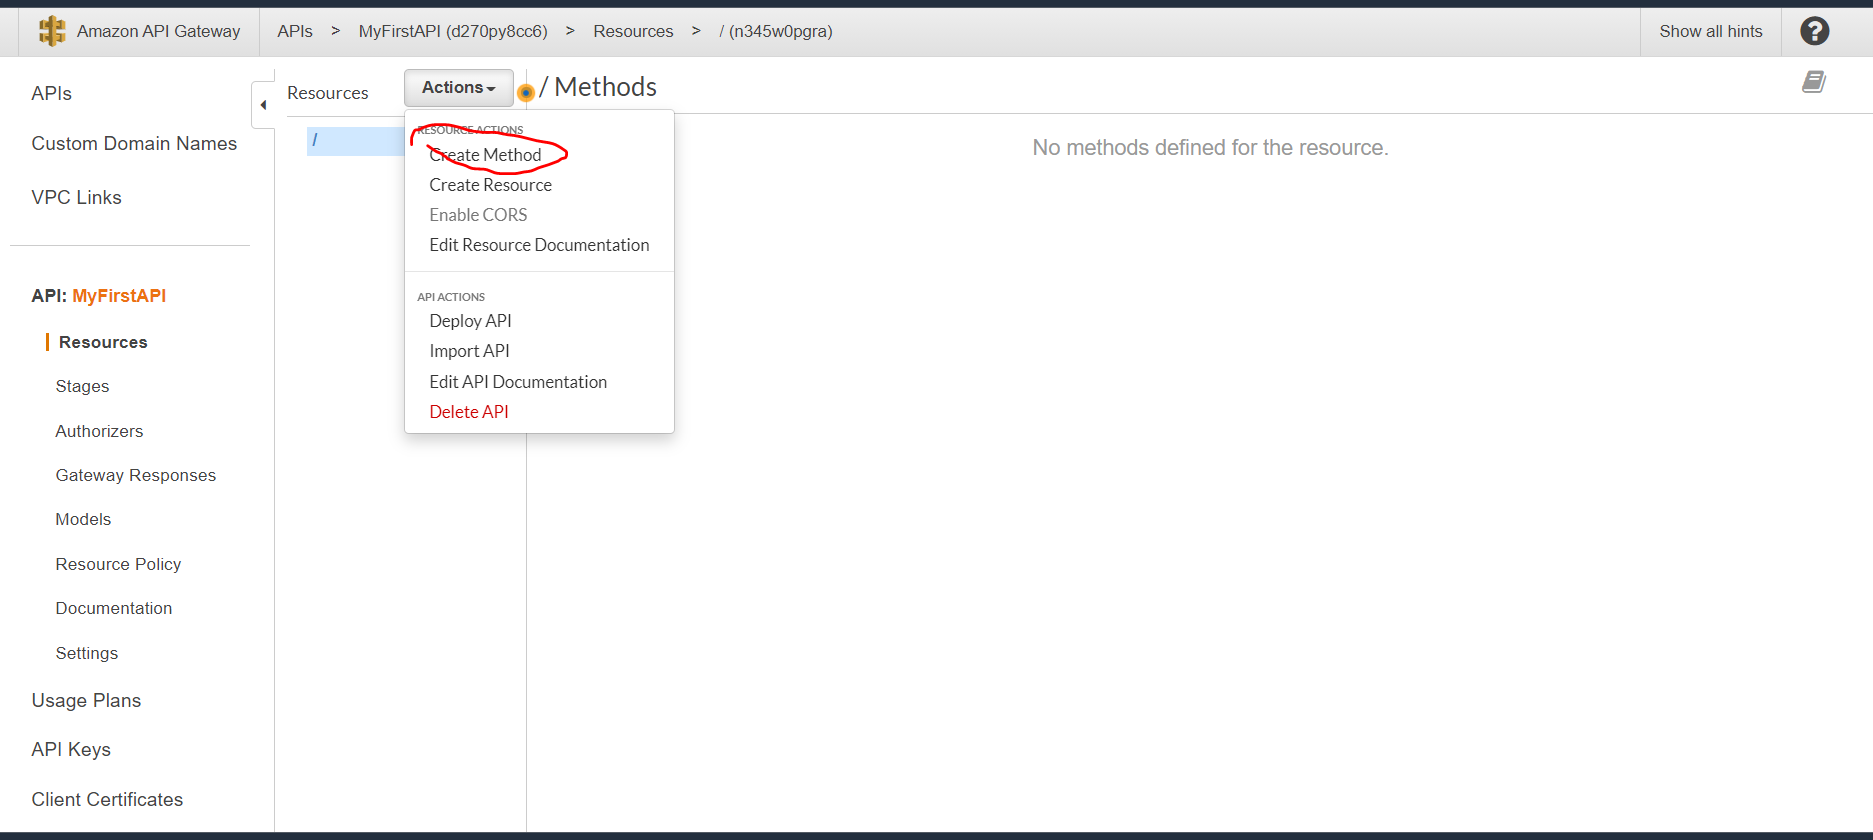 Amazon API Gateway APIs > MyFirstAPI (d270py8cc6) > Resources > / (n345w0pgra) Show all hints ?
APIs
Custom Domain Names
VPC Links
API: MyFirstAPI
Resources
Stages
Authorizers
Gateway Responses
Models
Resource Policy
Documentation
Settings
Usage Plans
API Keys
Client Certificates
Resources Actions
/
RESOURCE ACTIONS
Create Method
Create Resource
Enable CORS
Edit Resource Documentation
API ACTIONS
Deploy API
Import API
Edit API Documentation
Delete API
/ Methods
No methods defined for the resource.